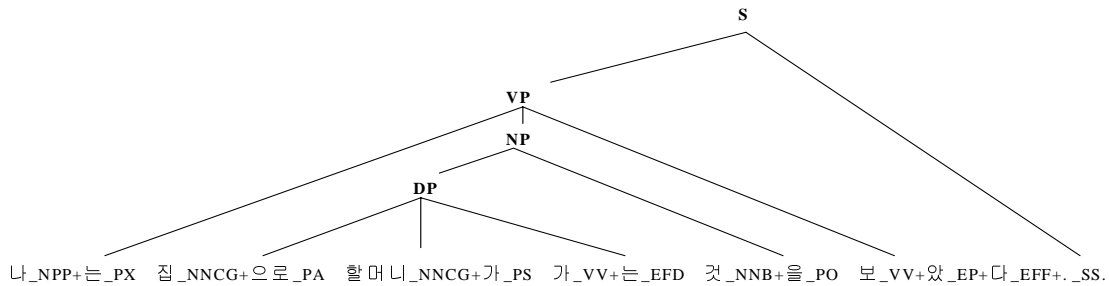 S
VP
NP
DP
나_NPP+는_PX 집_NNCG+으로_PA 할머니_NNCG+가_PS 가_VV+는_EFD 것_NNB+을_PO 보_VV+았_EP+다_EFF+._SS.